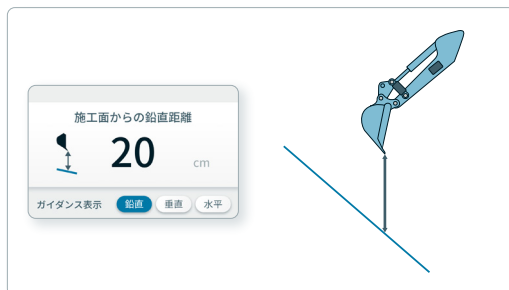 施工面からの鉛直距離
20 cm
ガイダンス表示 鉛直 垂直 水平